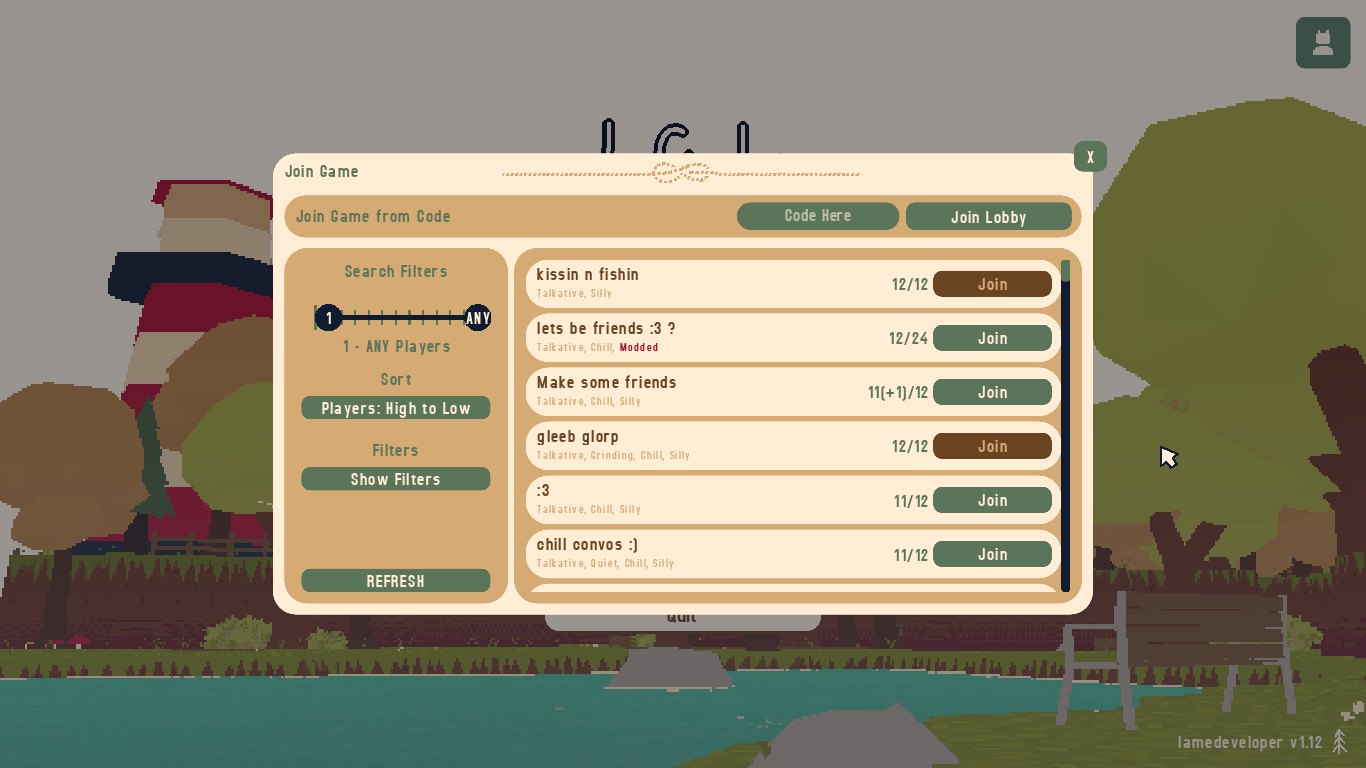 Join Game
X
Join Game from Code
Code Here
Join Lobby
Search Filters
1
ANY
1 - ANY Players
Sort
Players: High to Low
Filters
Show Filters
REFRESH
kissin n fishin
Talkative, Silly
12/12
Join
lets be friends :3 ?
Talkative, Chill, Modded
12/24
Join
Make some friends
Talkative, Chill, Silly
11(+1)/12
Join
gleeb glorp
Talkative, Grinding, Chill, Silly
12/12
Join
:3
Talkative, Chill, Silly
11/12
Join
chill convos :)
Talkative, Quiet, Chill, Silly
11/12
Join
Quit
lamedeveloper v1.12